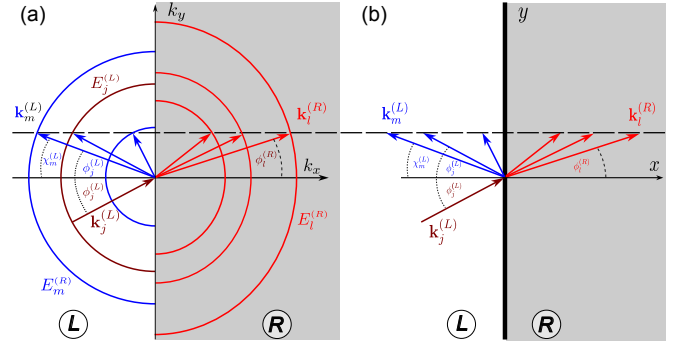 (a)
k_y
E_j^{(L)}
k_m^{(L)}
k_l^{(R)}
χ_m^{(L)}
ϕ_j^{(L)}
ϕ_l^{(R)}
k_x
ϕ_j^{(L)}
k_j^{(L)}
E_l^{(R)}
E_m^{(R)}
L
R
(b)
y
k_m^{(L)}
k_l^{(R)}
χ_m^{(L)}
ϕ_j^{(L)}
ϕ_l^{(R)}
x
ϕ_j^{(L)}
k_j^{(L)}
L
R